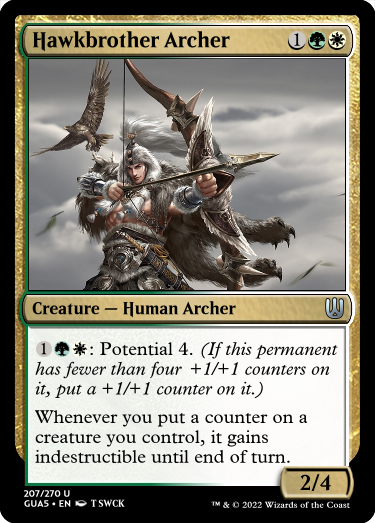 Hawkbrother Archer 1
Creature — Human Archer
1: Potential 4. (If this permanent
has fewer than four +1/+1 counters on
it, put a +1/+1 counter on it.)
Whenever you put a counter on a
creature you control, it gains
indestructible until end of turn.
2/4
207/270 U
GUA5 • EN T SWCK
™ & © 2022 Wizards of the Coast